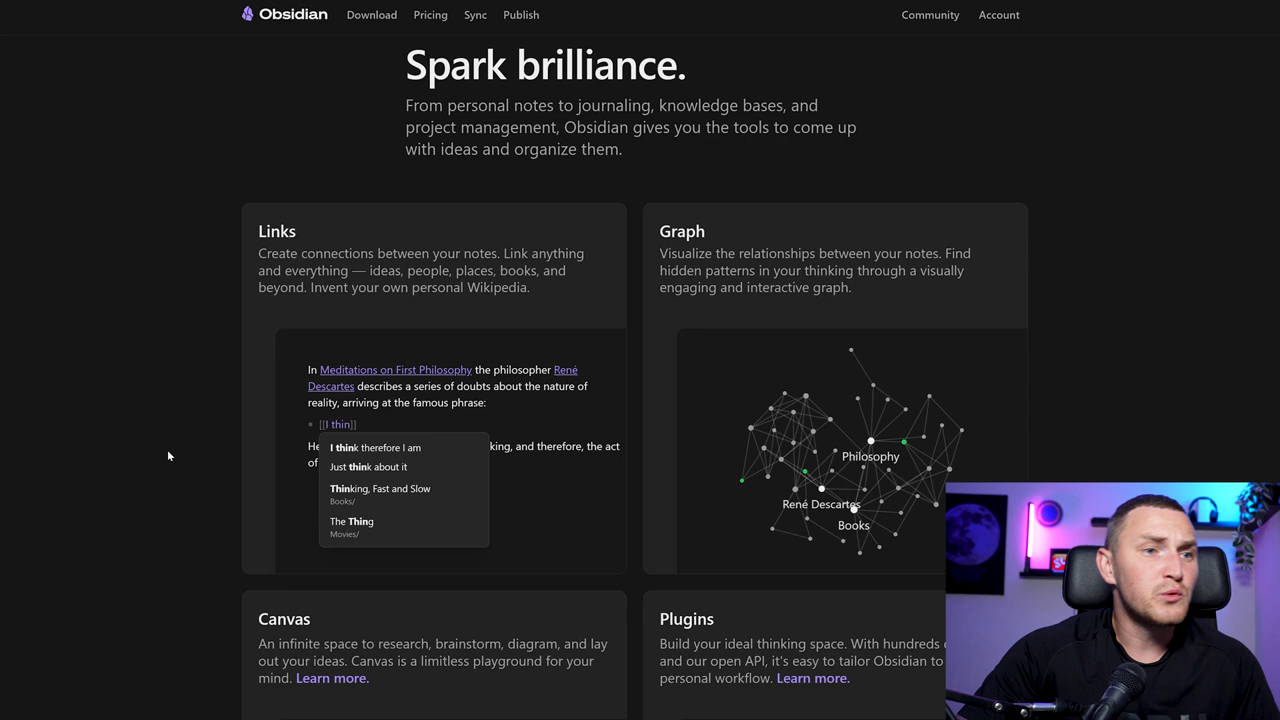 Obsidian Download Pricing Sync Publish Community Account
Spark brilliance.
From personal notes to journaling, knowledge bases, and
project management, Obsidian gives you the tools to come up
with ideas and organize them.
Links
Create connections between your notes. Link anything
and everything — ideas, people, places, books, and
beyond. Invent your own personal Wikipedia.
In Meditations on First Philosophy the philosopher René
Descartes describes a series of doubts about the nature of
reality, arriving at the famous phrase:
[[I thin]]
I think therefore I am
Just think about it
Thinking, Fast and Slow
Books/
The Thing
Movies/
king, and therefore, the act
of
Graph
Visualize the relationships between your notes. Find
hidden patterns in your thinking through a visually
engaging and interactive graph.
Philosophy
René Descartes
Books
Canvas
An infinite space to research, brainstorm, diagram, and lay
out your ideas. Canvas is a limitless playground for your
mind. Learn more.
Plugins
Build your ideal thinking space. With hundreds
and our open API, it's easy to tailor Obsidian to
personal workflow. Learn more.